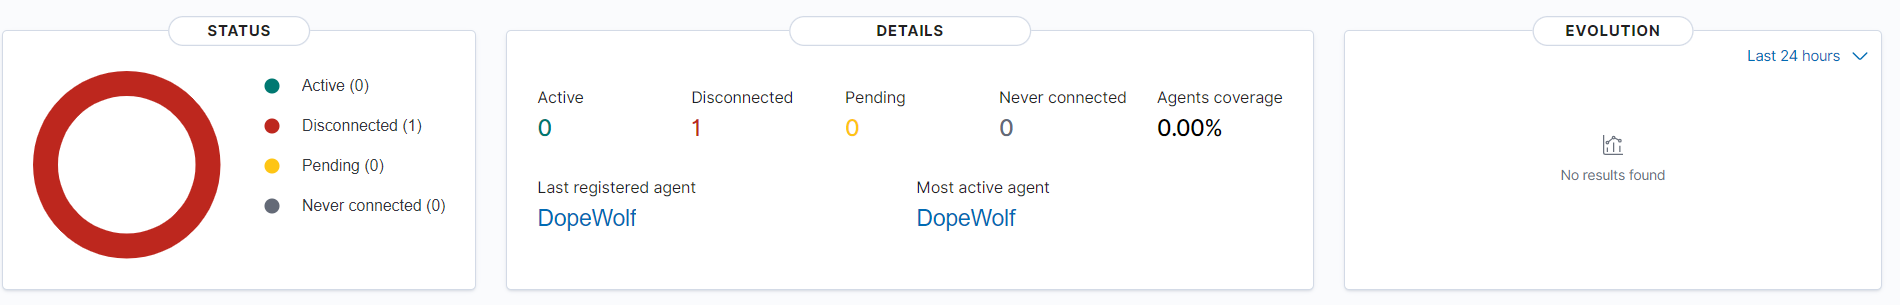 STATUS
Active (0)
Disconnected (1)
Pending (0)
Never connected (0)
DETAILS
Active
0
Disconnected
1
Pending
0
Never connected
0
Agents coverage
0.00%
Last registered agent
DopeWolf
Most active agent
DopeWolf
EVOLUTION
Last 24 hours
No results found